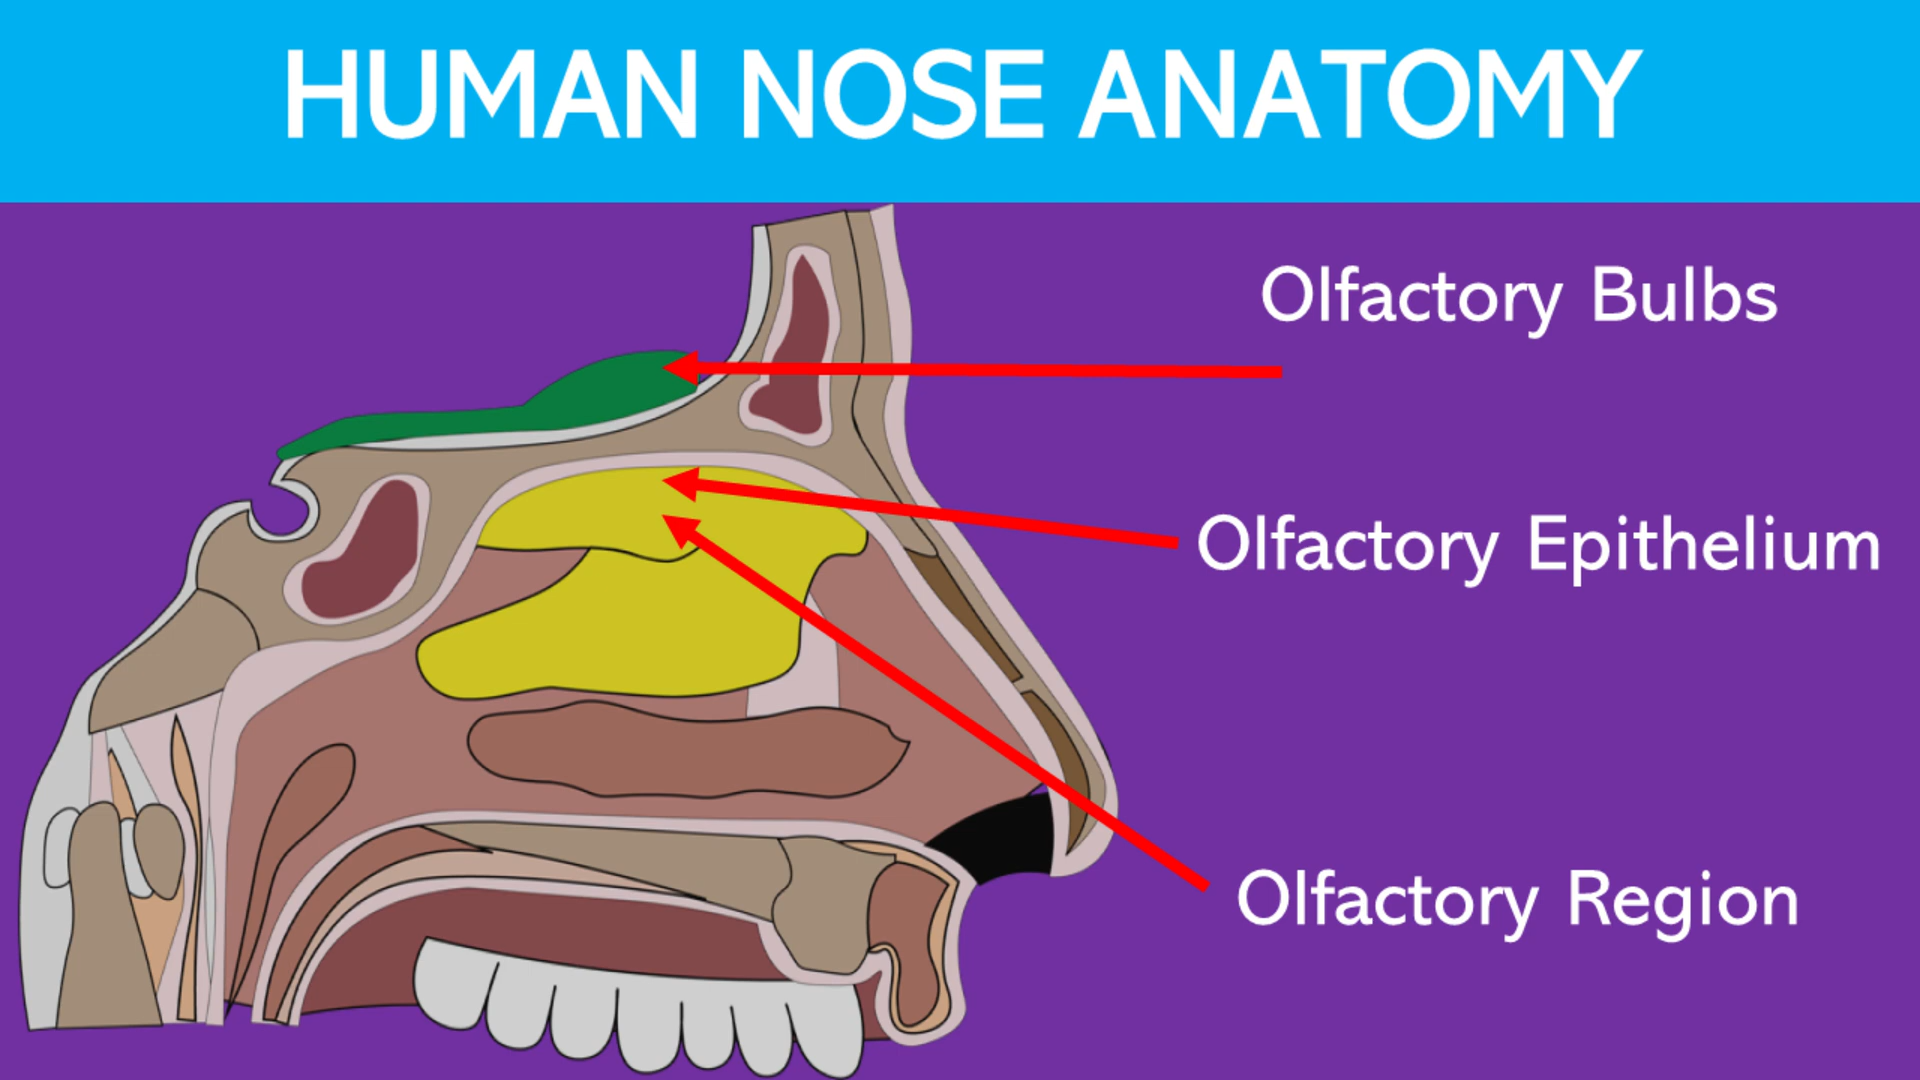 HUMAN NOSE ANATOMY
Olfactory Bulbs
Olfactory Epithelium
Olfactory Region